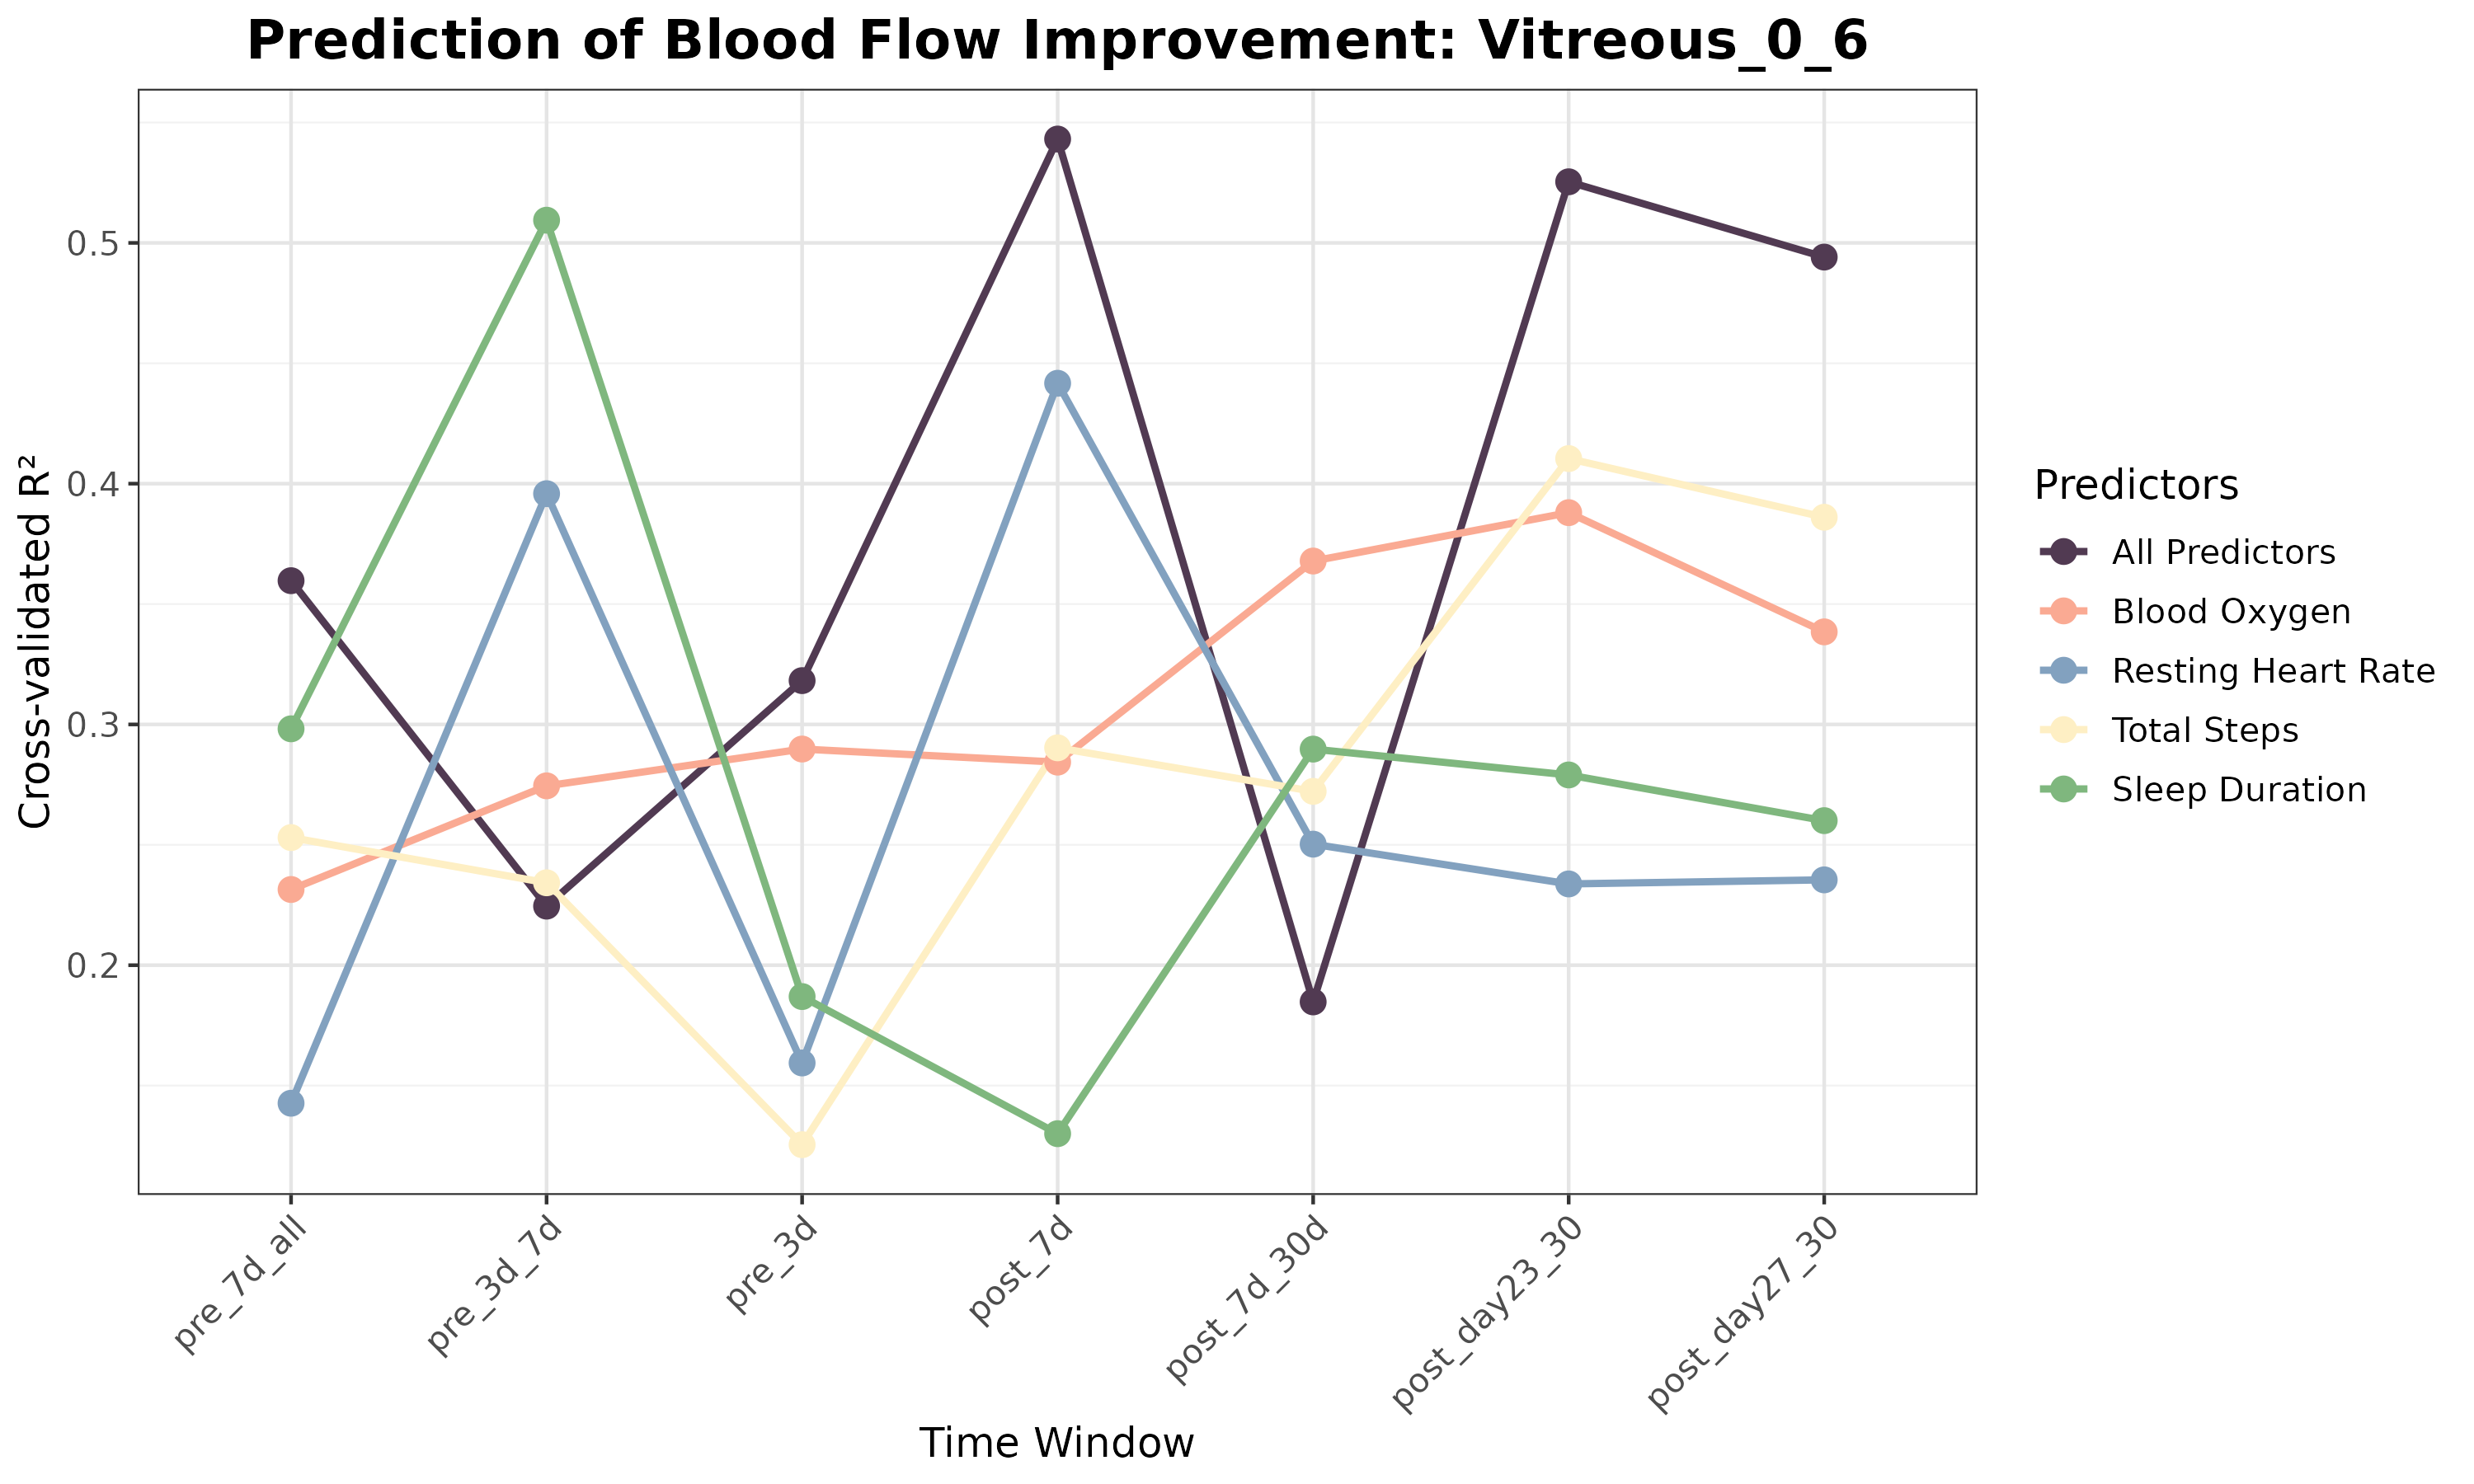 Prediction of Blood Flow Improvement: Vitreous_0_6
Cross-validated R²
0.5
0.4
0.3
0.2
pre_7d_all
pre_3d_7d
pre_3d
post_7d
post_7d_30d
post_day23_30
post_day27_30
Time Window
Predictors
All Predictors
Blood Oxygen
Resting Heart Rate
Total Steps
Sleep Duration